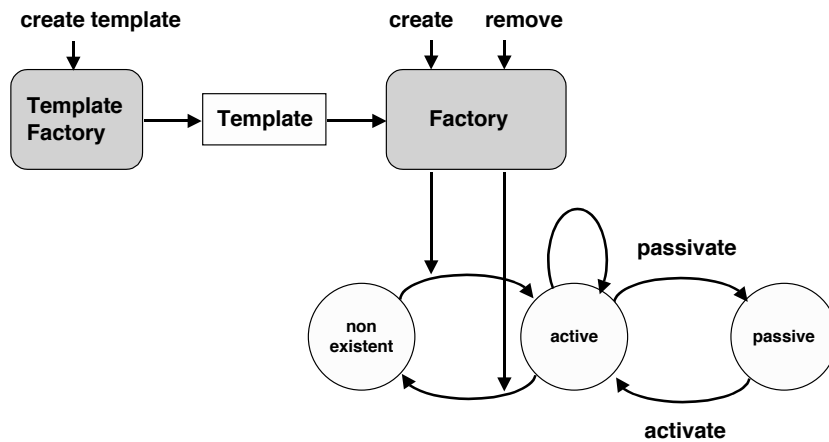 create template
create
remove
Template
Factory
Template
Factory
passivate
non
existent
active
passive
activate